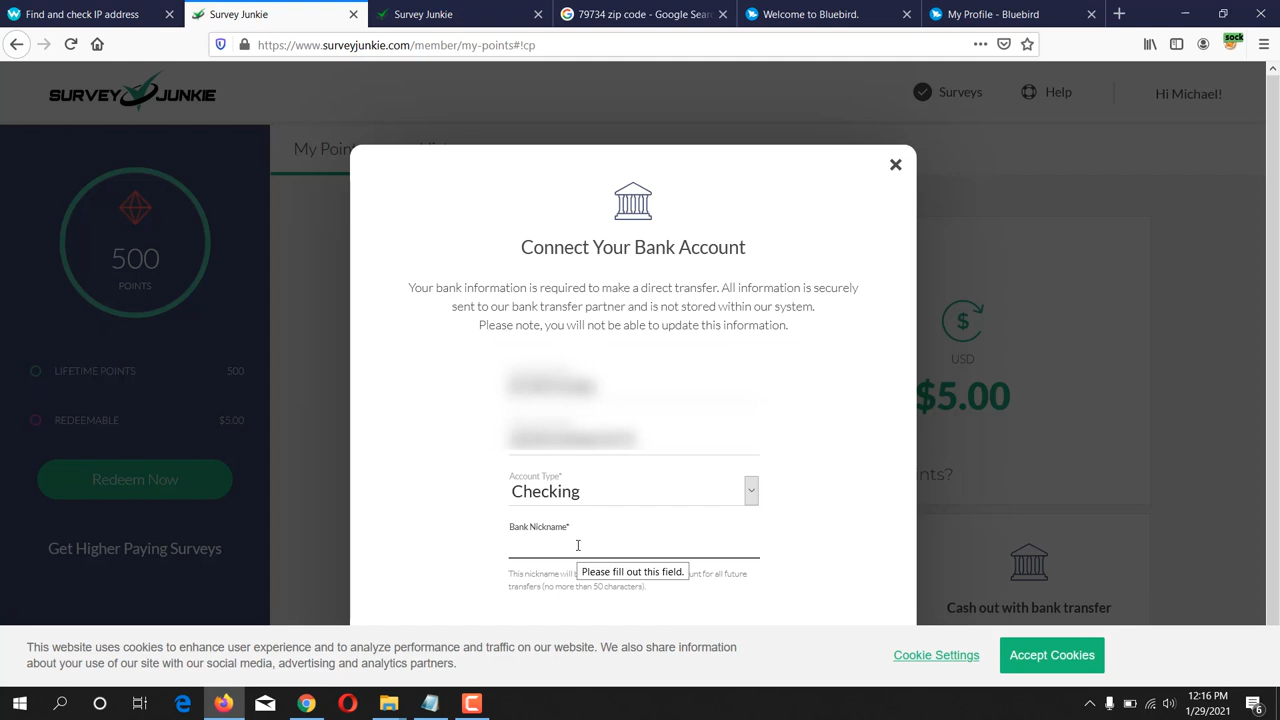 Find and check IP address
Survey Junkie
Survey Junkie
79734 zip code - Google Sear
Welcome to Bluebird.
My Profile - Bluebird
https://www.surveyjunkie.com/member/my-points#!cp
sock
SURVEY JUNKIE
Surveys
Help
Hi Michael!
My Poin
500
POINTS
LIFETIME POINTS 500
REDEEMABLE $5.00
Redeem Now
Get Higher Paying Surveys
Connect Your Bank Account
Your bank information is required to make a direct transfer. All information is securely
sent to our bank transfer partner and is not stored within our system.
Please note, you will not be able to update this information.
Account Type*
Checking
Bank Nickname*
Please fill out this field.
This nickname will b unt for all future
transfers (no more than 50 characters).
USD
$5.00
nts?
Cash out with bank transfer
This website uses cookies to enhance user experience and to analyze performance and traffic on our website. We also share information
about your use of our site with our social media, advertising and analytics partners.
Cookie Settings
Accept Cookies
12:16 PM
1/29/2021
6